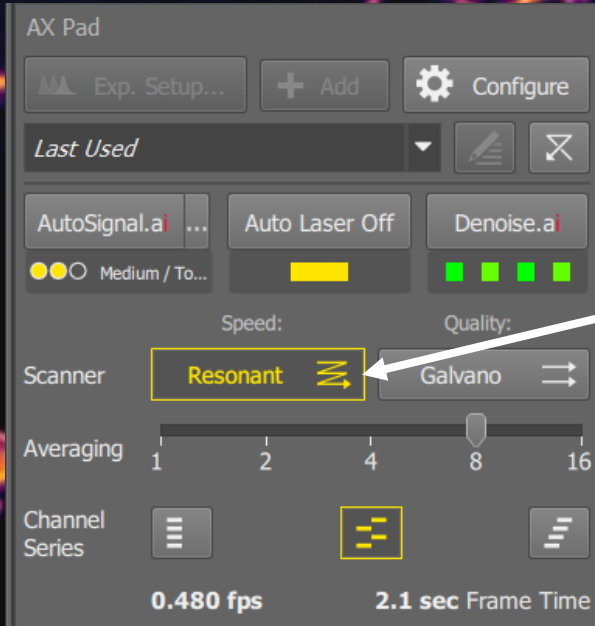 AX Pad
Exp. Setup... Add Configure
Last Used
AutoSignal.ai ... Auto Laser Off Denoise.ai
Medium / To...
Speed: Quality:
Scanner Resonant Galvano
Averaging
1 2 4 8 16
Channel
Series
0.480 fps 2.1 sec Frame Time